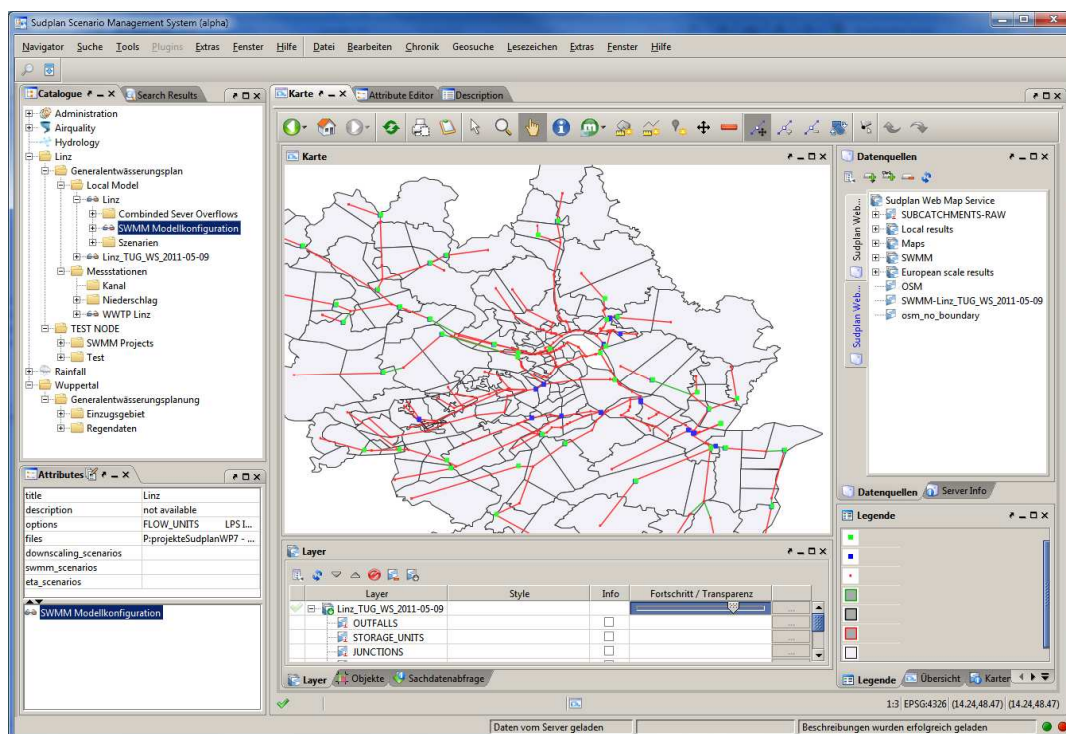 Sudplan Scenario Management System (alpha)
Navigator Suche Tools Plugins Extras Fenster Hilfe Datei Bearbeiten Chronik Geosuche Lesezeichen Extras Fenster Hilfe
Catalogue
Search Results
Administration
Airquality
Hydrology
Linz
Generalentwässerungsplan
Local Model
Linz
Combinded Sever Overflows
SWMM Modellkonfiguration
Szenarien
Linz_TUG_WS_2011-05-09
Messstationen
Kanal
Niederschlag
WWTP Linz
TEST NODE
SWMM Projects
Test
Rainfall
Wuppertal
Generalentwässerungsplanung
Einzugsgebiet
Regendaten
Attributes
title Linz
description not available
options FLOW_UNITS LPS I...
files P:projekteSudplanWP7 - ...
downscaling_scenarios
swmm_scenarios
eta_scenarios
SWMM Modellkonfiguration
Karte
Attribute Editor
Description
Karte
Layer
Layer Style Info Fortschritt / Transparenz
Linz_TUG_WS_2011-05-09 ...
OUTFALLS ...
STORAGE_UNITS ...
JUNCTIONS ...
Layer Objekte Sachdatenabfrage
Datenquellen
Sudplan Web...
Sudplan Web...
Sudplan Web Map Service
SUBCATCHMENTS-RAW
Local results
Maps
SWMM
European scale results
OSM
SWMM-Linz_TUG_WS_2011-05-09
osm_no_boundary
Datenquellen Server Info
Legende
Legende Übersicht Karten
1:3 EPSG:4326 (14.24,48.47) (14.24,48.47)
Daten vom Server geladen
Beschreibungen wurden erfolgreich geladen